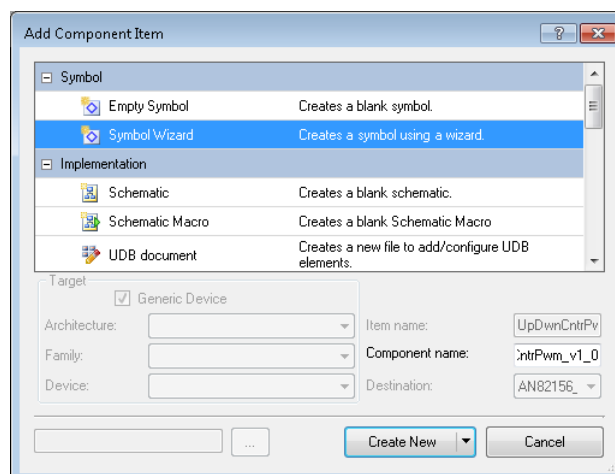 Add Component Item
Symbol
Empty Symbol Creates a blank symbol.
Symbol Wizard Creates a symbol using a wizard.
Implementation
Schematic Creates a blank schematic.
Schematic Macro Creates a blank Schematic Macro
UDB document Creates a new file to add/configure UDB
elements.
Target
Generic Device
Architecture: Item name: UpDwnCntrPv
Family: Component name: CntrPwm_v1_0
Device: Destination: AN82156_
... Create New Cancel